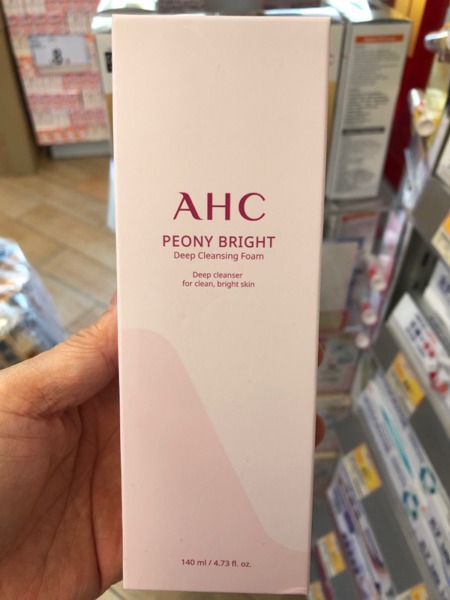 AHC
PEONY BRIGHT
Deep Cleansing Foam
Deep cleanser
for clean, bright skin
140 ml / 4.73 fl. oz.